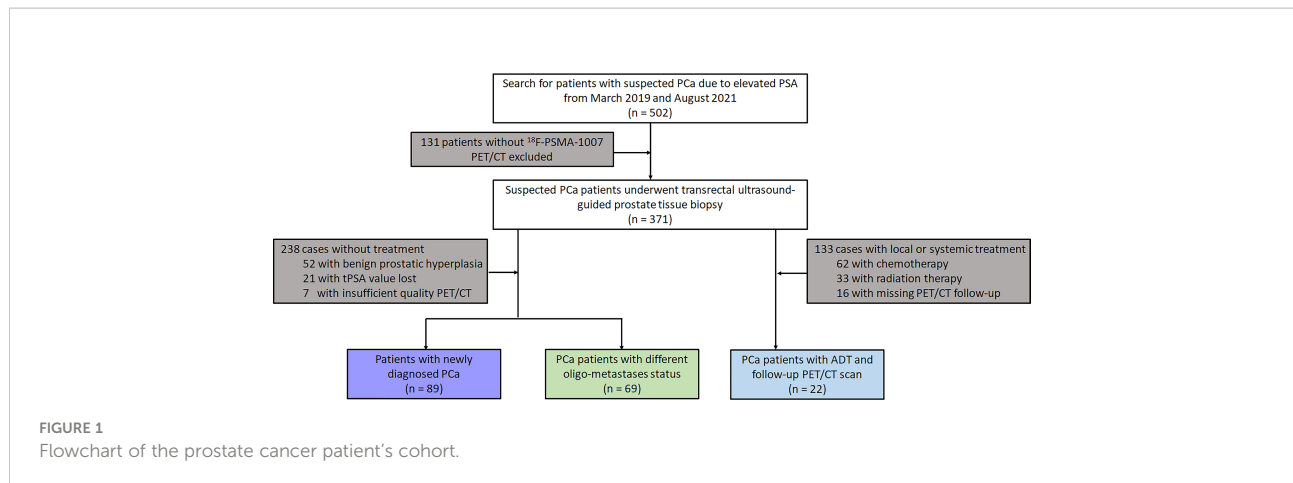 Search for patients with suspected PCa due to elevated PSA
from March 2019 and August 2021
(n = 502)
131 patients without ¹⁸F-PSMA-1007
PET/CT excluded
Suspected PCa patients underwent transrectal ultrasound-
guided prostate tissue biopsy
(n = 371)
238 cases without treatment
52 with benign prostatic hyperplasia
21 with tPSA value lost
7 with insufficient quality PET/CT
133 cases with local or systemic treatment
62 with chemotherapy
33 with radiation therapy
16 with missing PET/CT follow-up
Patients with newly
diagnosed PCa
(n = 89)
PCa patients with different
oligo-metastases status
(n = 69)
PCa patients with ADT and
follow-up PET/CT scan
(n = 22)
FIGURE 1
Flowchart of the prostate cancer patient's cohort.